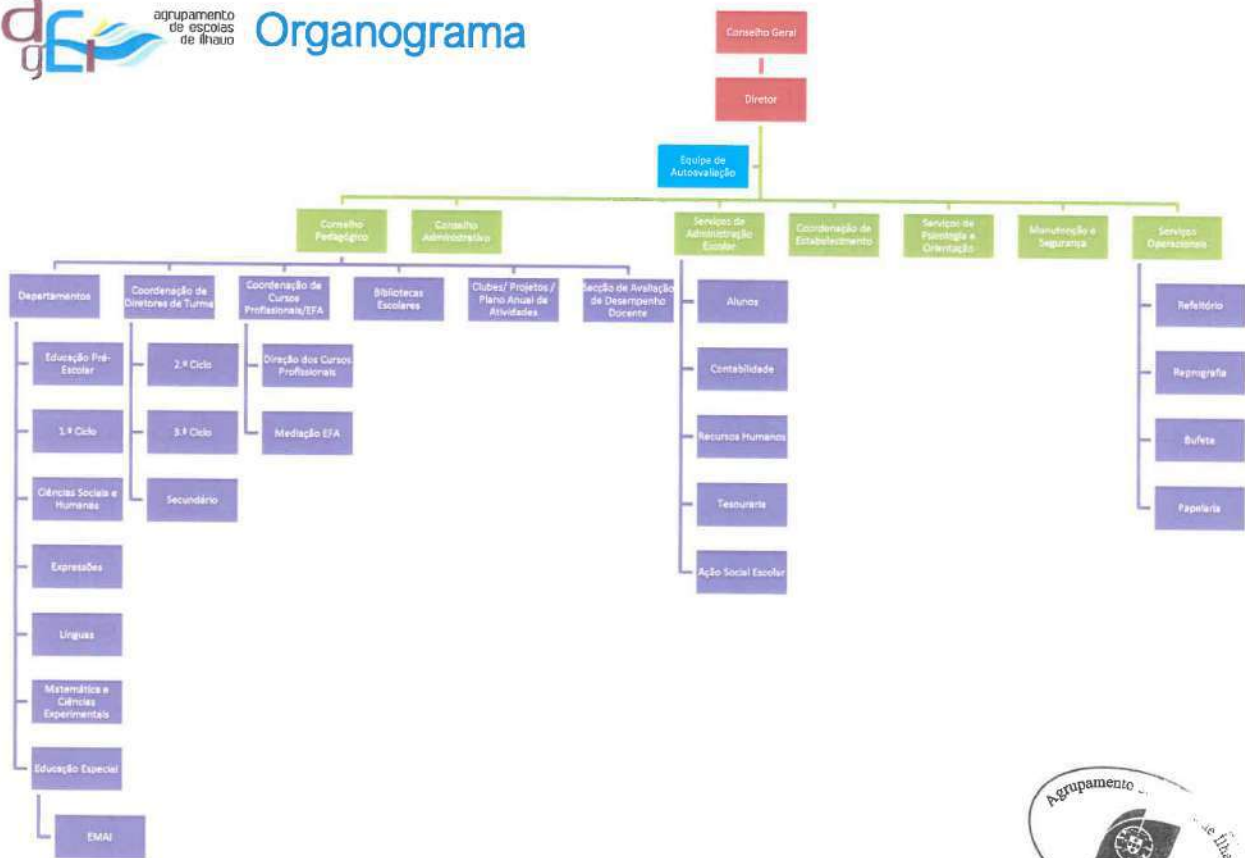 dgEi
agrupamento
de escolas
de ílhavo
Organograma
Conselho Geral
Diretor
Equipa de
Autoavaliação
Conselho
Pedagógico
Conselho
Administrativo
Serviços de
Administração
Escolar
Coordenação de
Estabelecimento
Serviços de
Psicologia e
Orientação
Manutenção e
Segurança
Serviços
Operacionais
Departamentos
Coordenação de
Diretores de Turma
Coordenação de
Cursos
Profissionais/EFA
Bibliotecas
Escolares
Clubes/ Projetos /
Plano Anual de
Atividades
Secção de Avaliação
de Desempenho
Docente
Educação Pré-
Escolar
1.º Ciclo
Ciências Sociais e
Humanas
Expressões
Línguas
Matemática e
Ciências
Experimentais
Educação Especial
EMAI
2.º Ciclo
3.º Ciclo
Secundário
Direção dos Cursos
Profissionais
Mediação EFA
Alunos
Contabilidade
Recursos Humanos
Tesouraria
Ação Social Escolar
Refeitório
Reprografia
Bufete
Papelaria
Agrupamento